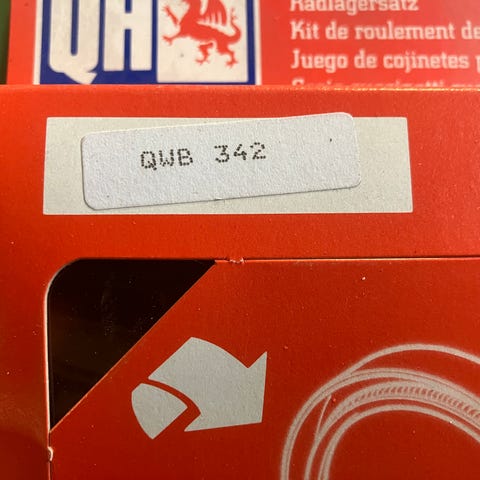 QH
Radlagersatz
Kit de roulement de
Juego de cojinetes p
QWB 342